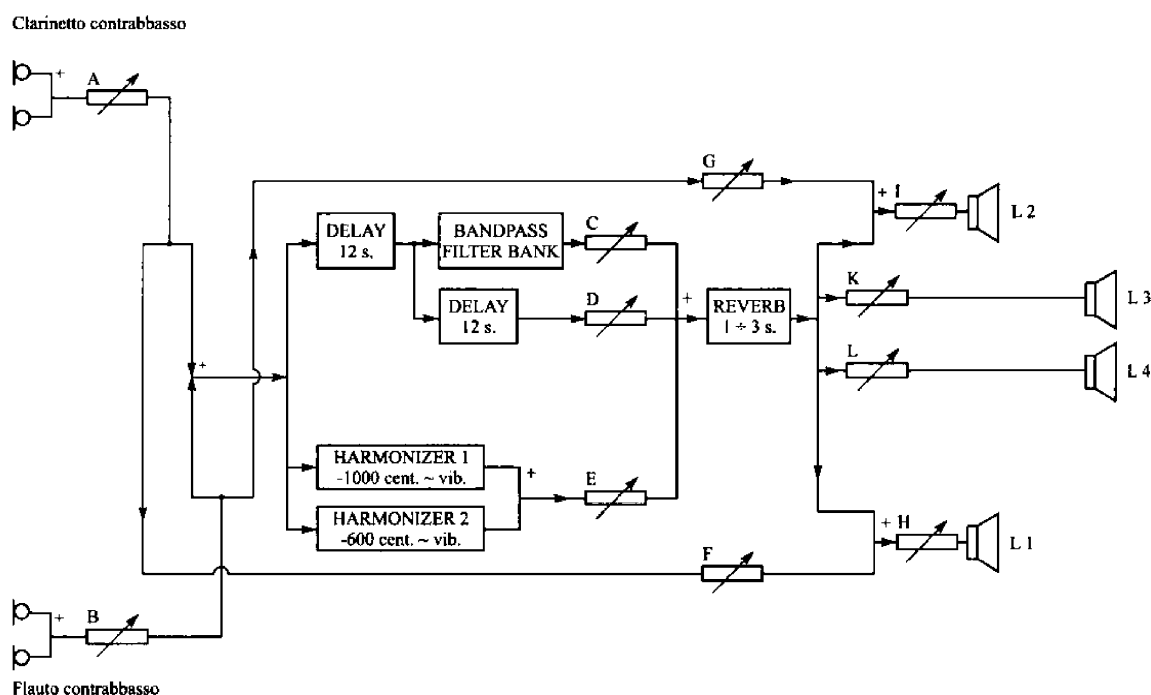 Clarinetto contrabbasso
+
A
G
+ I
L 2
DELAY
12 s.
BANDPASS
FILTER BANK
C
K
L 3
DELAY
12 s.
D
+
REVERB
1 ÷ 3 s.
+
L
L 4
HARMONIZER 1
-1000 cent. ~ vib.
+
E
HARMONIZER 2
-600 cent. ~ vib.
+ H
L 1
F
+
B
Flauto contrabbasso